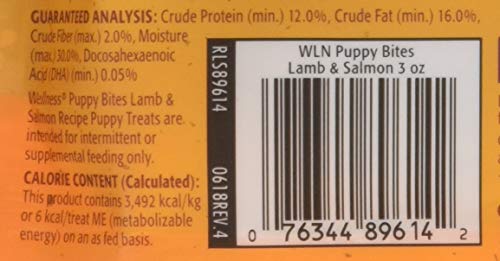 GUARANTEED ANALYSIS: Crude Protein (min.) 12.0%, Crude Fat (min.) 16.0%,
Crude Fiber (max.) 2.0%, Moisture
(max.) 30.0%, Docosahexaenoic
Acid (DHA) (min.) 0.05%
Wellness® Puppy Bites Lamb &
Salmon Recipe Puppy Treats are
intended for intermittent or
supplemental feeding only.
CALORIE CONTENT (Calculated):
This product contains 3,492 kcal/kg
or 6 kcal/treat ME (metabolizable
energy) on an as fed basis.
RLS89614
0618REV.4
WLN Puppy Bites
Lamb & Salmon 3 oz
0 76344 89614 2